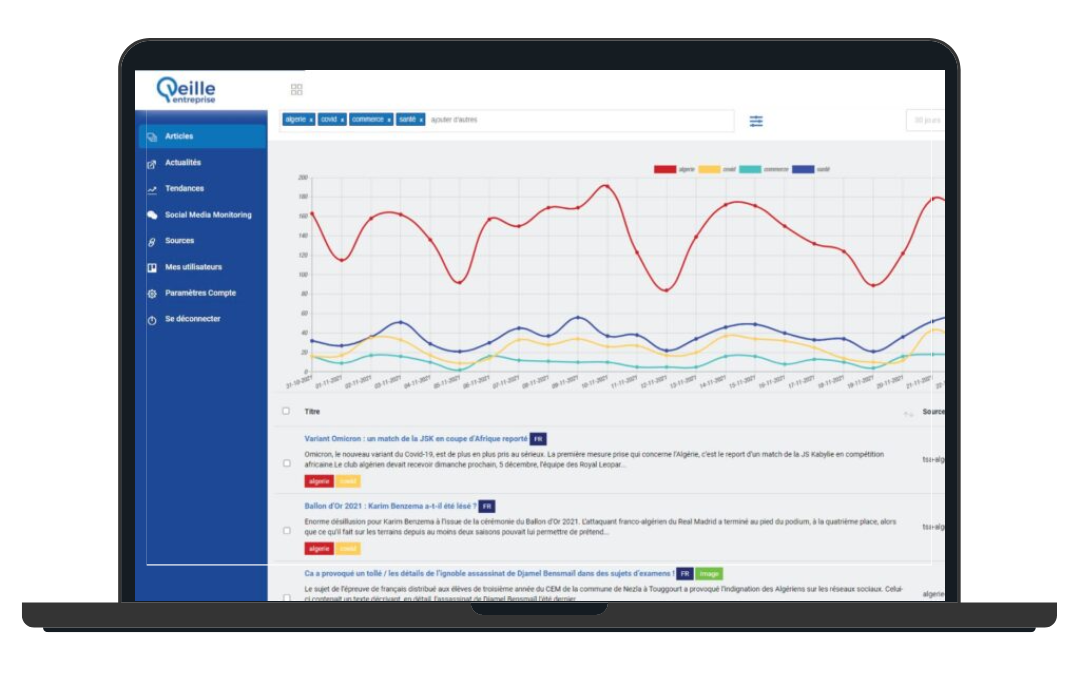 Veille
entreprise
algerie x covid x commerce x santé x ajouter d'autres
30 jours
Articles
Actualités
Tendances
Social Media Monitoring
Sources
Mes utilisateurs
Paramètres Compte
Se déconnecter
algerie covid commerce santé
200
180
160
140
120
100
80
60
40
20
0
31-10-2021 01-11-2021 02-11-2021 03-11-2021 04-11-2021 05-11-2021 06-11-2021 07-11-2021 08-11-2021 09-11-2021 10-11-2021 11-11-2021 12-11-2021 13-11-2021 14-11-2021 15-11-2021 16-11-2021 17-11-2021 18-11-2021 19-11-2021 20-11-2021 21-11-2021 22-
Titre Source
Variant Omicron : un match de la JSK en coupe d'Afrique reporté FR
Omicron, le nouveau variant du Covid-19, est de plus en plus pris au sérieux. La première mesure prise qui concerne l'Algérie, c'est le report d'un match de la JS Kabylie en compétition
africaine.Le club algérien devait recevoir dimanche prochain, 5 décembre, l'équipe des Royal Leopar...
tsa-alg
algerie covid
Ballon d'Or 2021 : Karim Benzema a-t-il été lésé ? FR
Enorme désillusion pour Karim Benzema à l'issue de la cérémonie du Ballon d'Or 2021. L'attaquant franco-algérien du Real Madrid a terminé au pied du podium, à la quatrième place, alors
que ce qu'il fait sur les terrains depuis au moins deux saisons pouvait lui permettre de prétend...
tsa-alg
algerie covid
Ca a provoqué un tollé / les détails de l'ignoble assassinat de Djamel Bensmail dans des sujets d'examens ! FR Image
Le sujet de l'épreuve de français distribué aux élèves de troisième année du CEM de la commune de Nezla à Touggourt a provoqué l'indignation des Algériens sur les réseaux sociaux. Celui-
ci contenait un texte décrivant, en détail, l'assassinat de Djamel Bensmail l'été dernier.
algerie